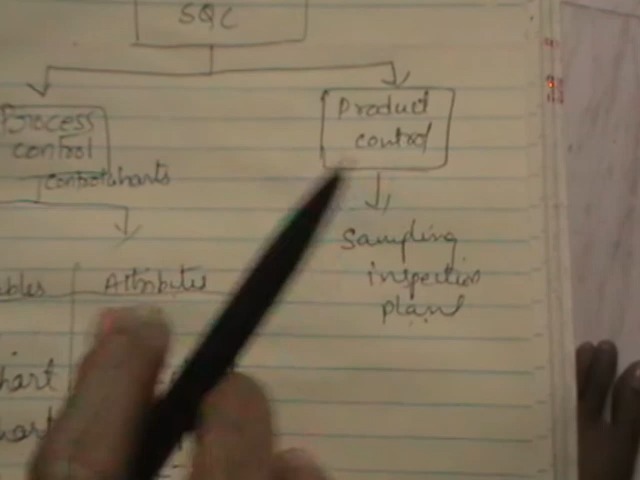 SQC
Process
control
Product
control
control charts
Sampling
inspection
plans
Attributes